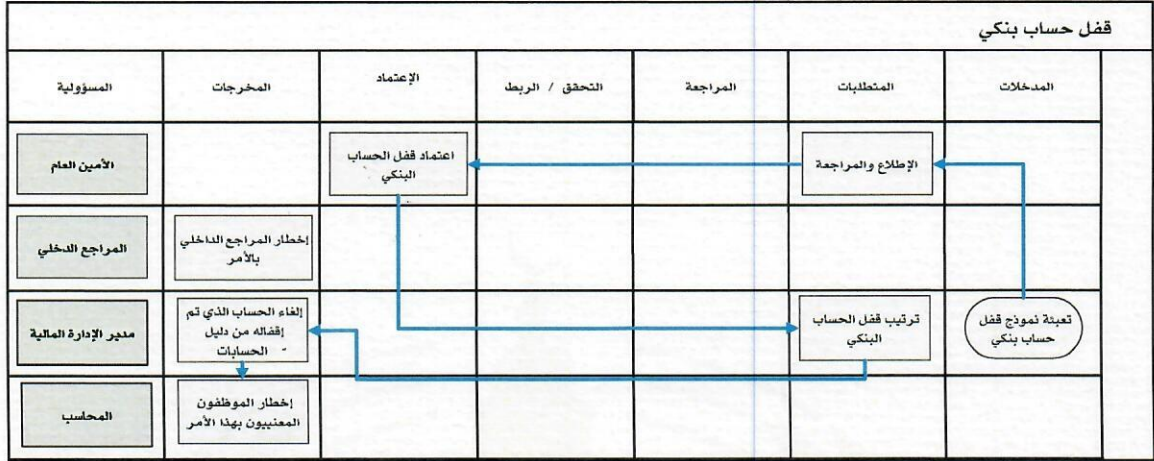 قفل حساب بنكي
المدخلات
المتطلبات
المراجعة
التحقق / الربط
الإعتماد
المخرجات
المسؤولية
الإطلاع والمراجعة
اعتماد قفل الحساب
البنكي
الأمين العام
إخطار المراجع الداخلي
بالأمر
المراجع الدخلي
تعبئة نموذج قفل
حساب بنكي
ترتيب قفل الحساب
البنكي
إلغاء الحساب الذي تم
إقفاله من دليل
الحسابات
مدير الإدارة المالية
إخطار الموظفون
المعنييون بهذا الأمر
المحاسب